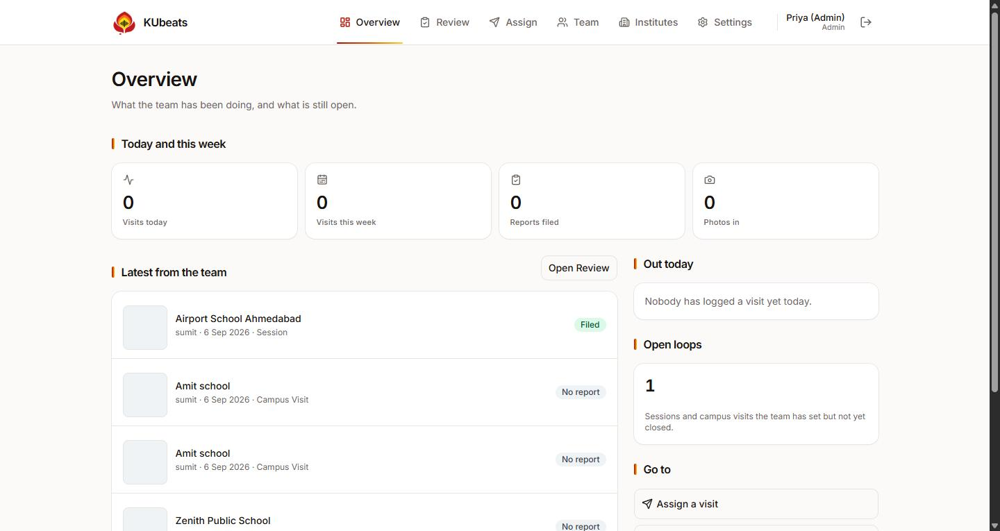 KUbeats
Overview
Review
Assign
Team
Institutes
Settings
Priya (Admin)
Admin
Overview
What the team has been doing, and what is still open.
Today and this week
0
Visits today
0
Visits this week
0
Reports filed
0
Photos in
Latest from the team
Open Review
Airport School Ahmedabad
sumit · 6 Sep 2026 · Session
Filed
Amit school
sumit · 6 Sep 2026 · Campus Visit
No report
Amit school
sumit · 6 Sep 2026 · Campus Visit
No report
Zenith Public School
No report
Out today
Nobody has logged a visit yet today.
Open loops
1
Sessions and campus visits the team has set but not yet
closed.
Go to
Assign a visit